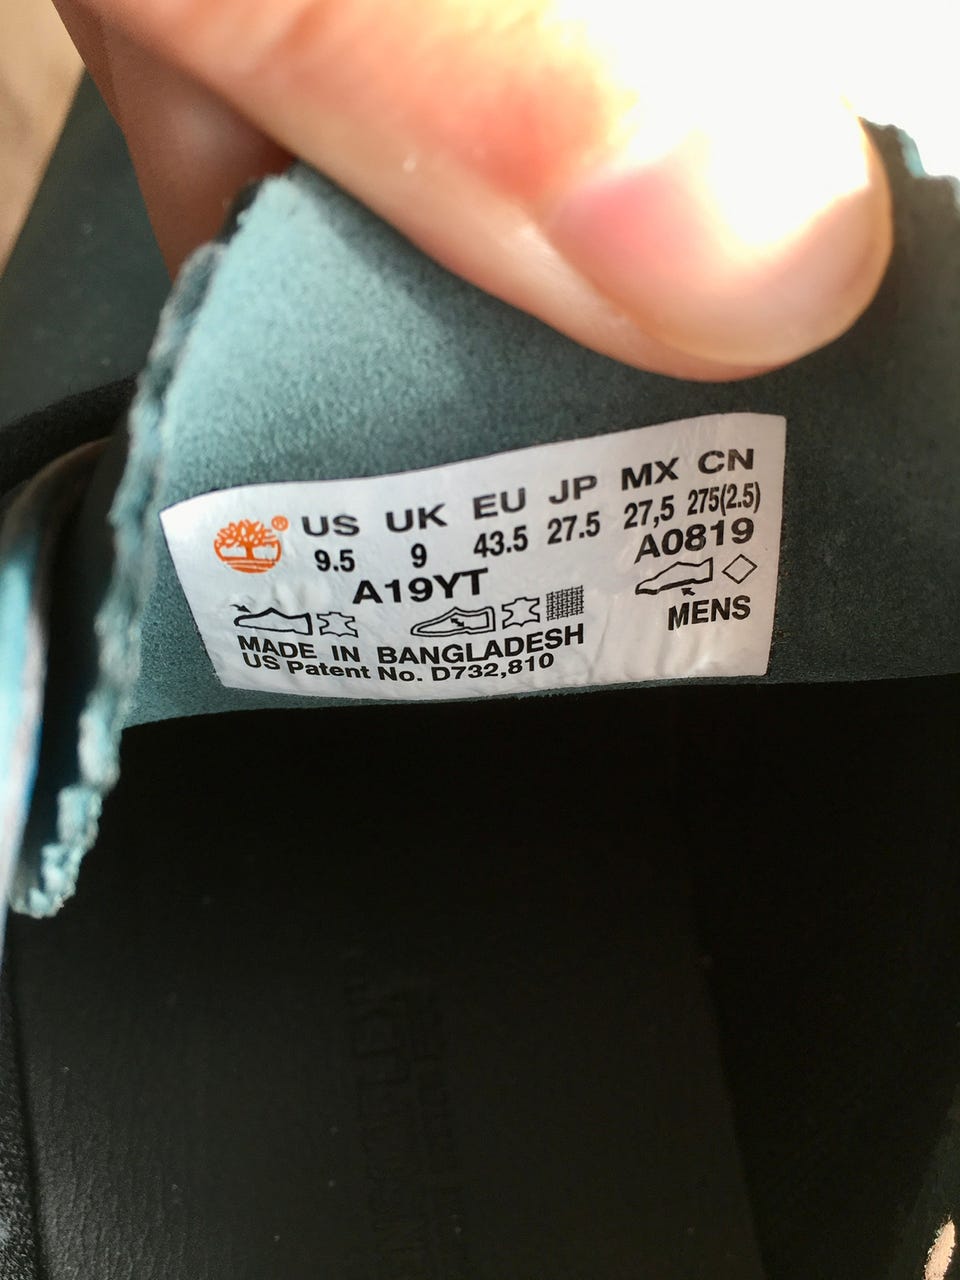 ® US UK EU JP MX CN
9.5 9 43.5 27.5 27,5 275(2.5)
A19YT A0819
MENS
MADE IN BANGLADESH
US Patent No. D732,810